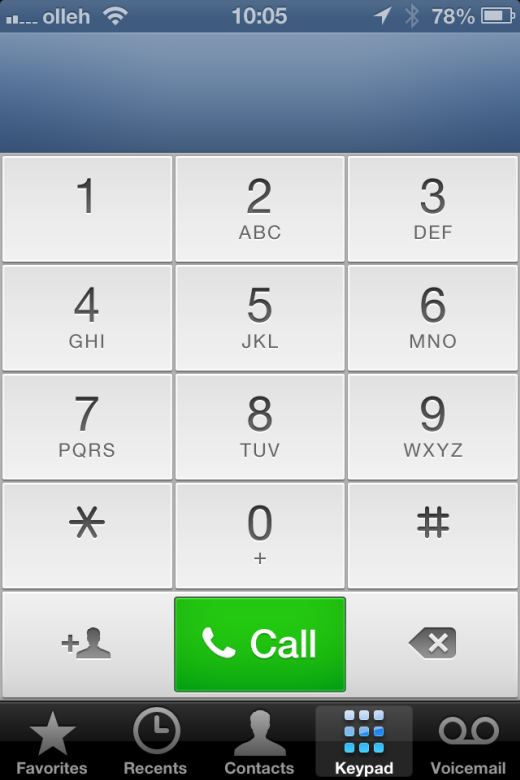 olleh 10:05 78%
1 2 3
ABC DEF
4 5 6
GHI JKL MNO
7 8 9
PQRS TUV WXYZ
* 0 #
+
+ Call
Favorites Recents Contacts Keypad Voicemail